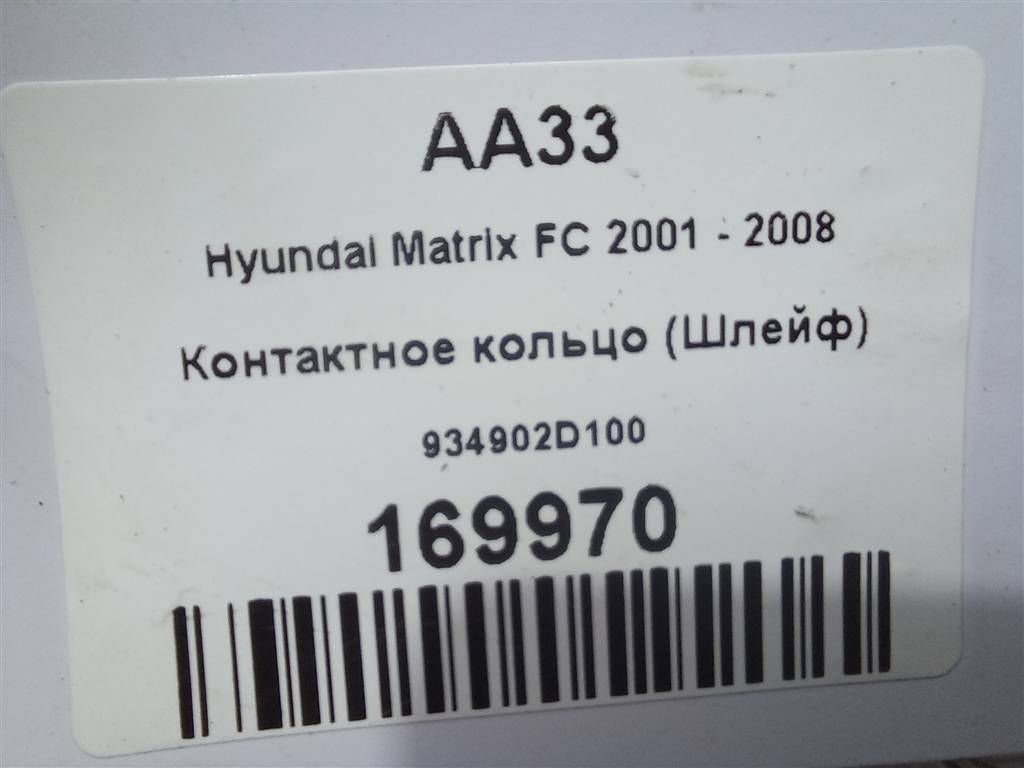 AA33
Hyundai Matrix FC 2001 - 2008
Контактное кольцо (Шлейф)
934902D100
169970